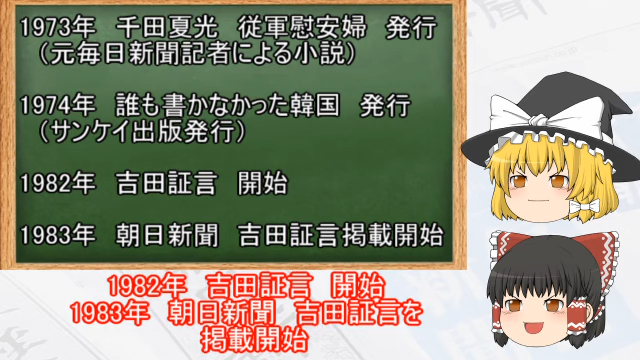 1973年 千田夏光 従軍慰安婦 発行
（元毎日新聞記者による小説）
1974年 誰も書かなかった韓国 発行
（サンケイ出版発行）
1982年 吉田証言 開始
1983年 朝日新聞 吉田証言掲載開始
1982年 吉田証言 開始
1983年 朝日新聞 吉田証言を
掲載開始